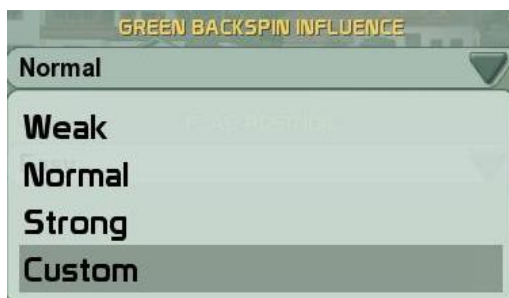 GREEN BACKSPIN INFLUENCE
Normal
Weak
Normal
Strong
Custom